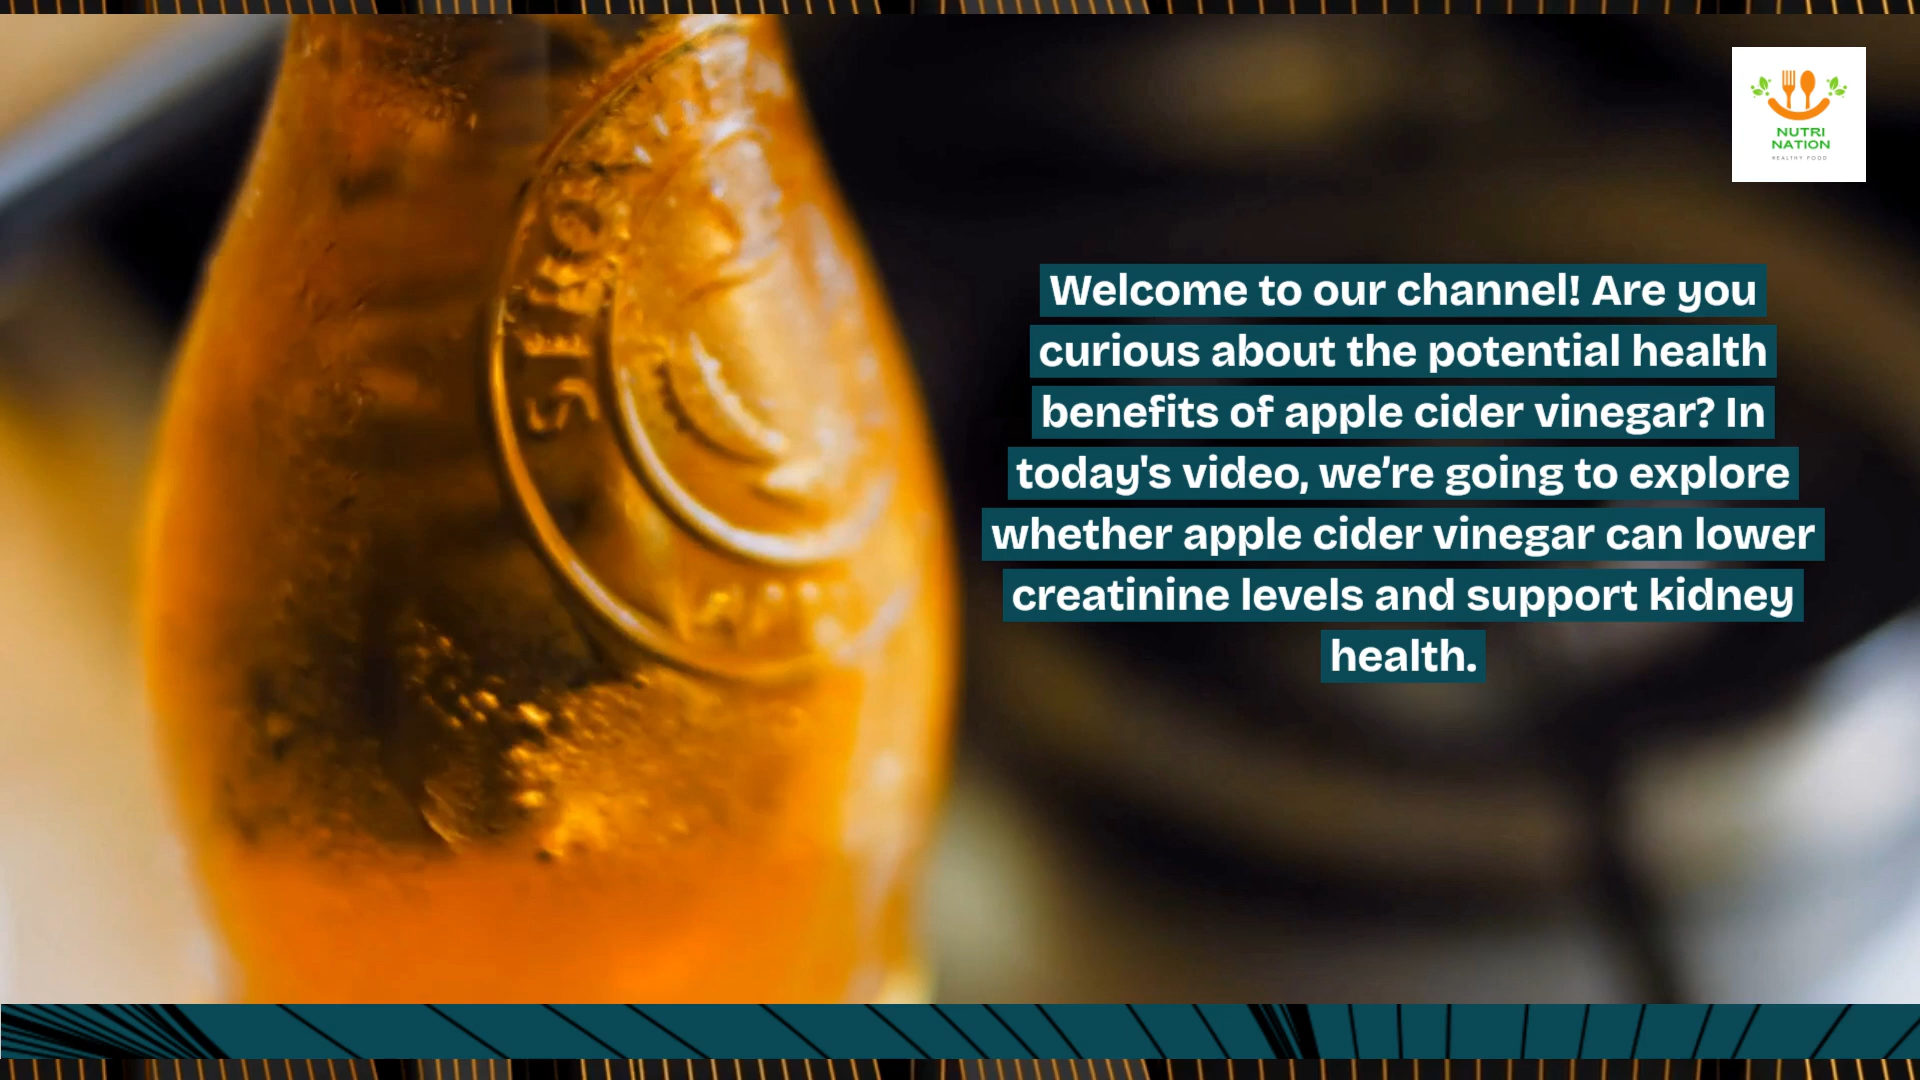 NUTRI
NATION
HEALTHY FOOD
Welcome to our channel! Are you
curious about the potential health
benefits of apple cider vinegar? In
today's video, we’re going to explore
whether apple cider vinegar can lower
creatinine levels and support kidney
health.